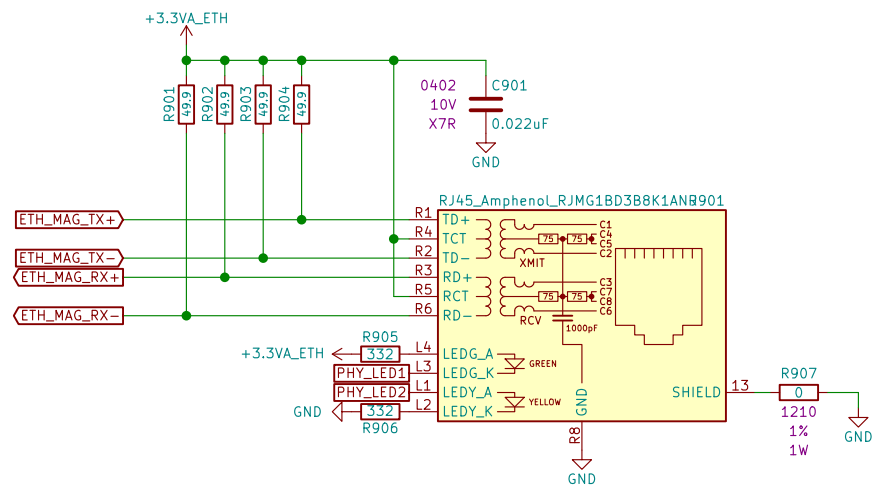 +3.3VA_ETH
R901
49.9
R902
49.9
R903
49.9
R904
49.9
0402
10V
X7R
C901
0.022uF
GND
RJ45_Amphenol_RJMG1BD3B8K1ANR
J901
ETH_MAG_TX+
R1
TD+
C1
R4
TCT
75
75
C4
C5
ETH_MAG_TX-
R2
TD-
C2
XMIT
ETH_MAG_RX+
R3
RD+
C3
R5
RCT
75
75
C7
C8
ETH_MAG_RX-
R6
RD-
C6
RCV
1000pF
R905
+3.3VA_ETH
332
L4
LEDG_A
GREEN
PHY_LED1
L3
LEDG_K
PHY_LED2
L1
LEDY_A
YELLOW
GND
332
L2
LEDY_K
R906
GND
R8
GND
SHIELD
13
R907
0
1210
1%
1W
GND